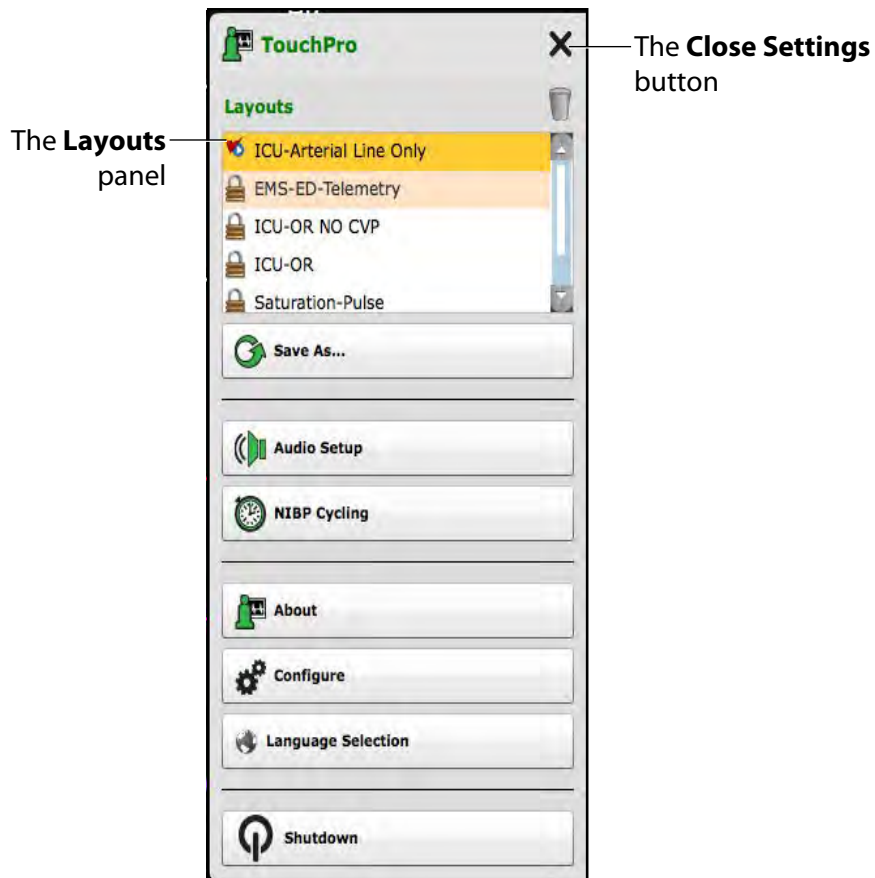 TouchPro
The Close Settings
button
Layouts
The Layouts
panel
ICU-Arterial Line Only
EMS-ED-Telemetry
ICU-OR NO CVP
ICU-OR
Saturation-Pulse
Save As...
Audio Setup
NIBP Cycling
About
Configure
Language Selection
Shutdown